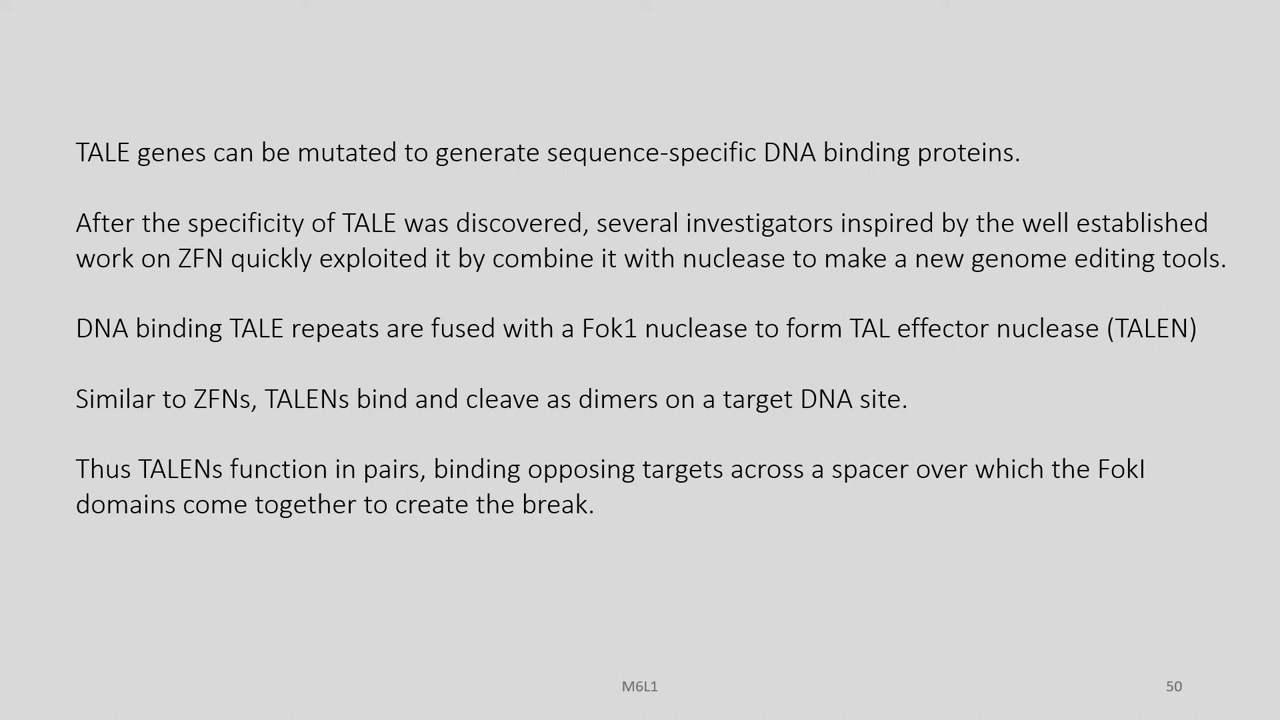 TALE genes can be mutated to generate sequence-specific DNA binding proteins.
After the specificity of TALE was discovered, several investigators inspired by the well established
work on ZFN quickly exploited it by combine it with nuclease to make a new genome editing tools.
DNA binding TALE repeats are fused with a Fok1 nuclease to form TAL effector nuclease (TALEN)
Similar to ZFNs, TALENs bind and cleave as dimers on a target DNA site.
Thus TALENs function in pairs, binding opposing targets across a spacer over which the FokI
domains come together to create the break.
M6L1
50